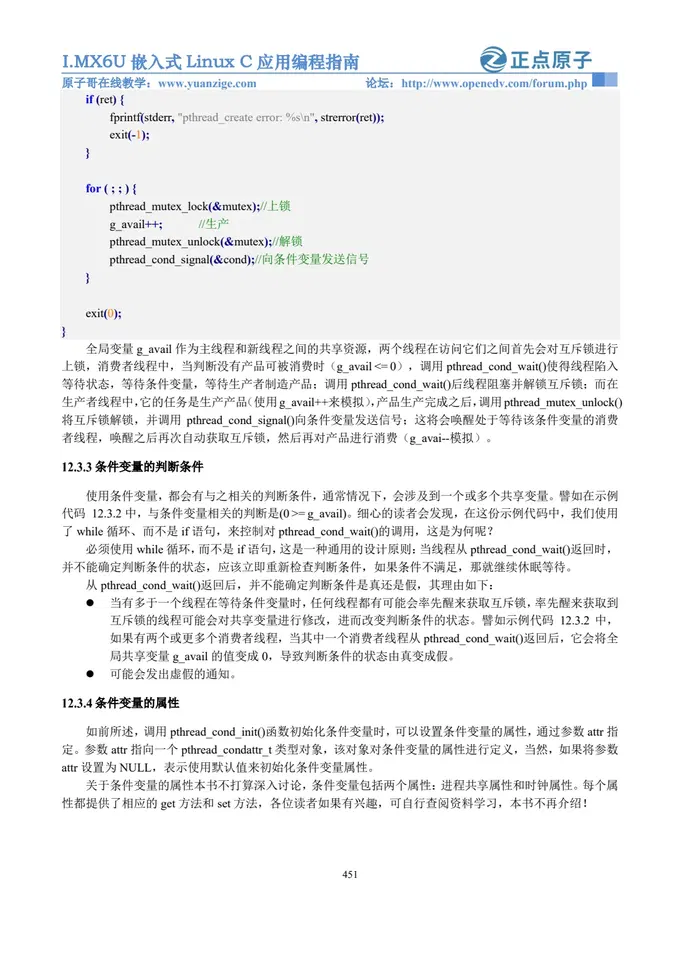 I.MX6U 嵌入式 Linux C 应用编程指南
正点原子
原子哥在线教学：www.yuanzige.com 论坛：http://www.openedv.com/forum.php
if (ret) {
fprintf(stderr, "pthread_create error: %s\n", strerror(ret));
exit(-1);
}
for ( ; ; ) {
pthread_mutex_lock(&mutex);//上锁
g_avail++; //生产
pthread_mutex_unlock(&mutex);//解锁
pthread_cond_signal(&cond);//向条件变量发送信号
}
exit(0);
}
全局变量 g_avail 作为主线程和新线程之间的共享资源，两个线程在访问它们之间首先会对互斥锁进行
上锁，消费者线程中，当判断没有产品可被消费时（g_avail <= 0），调用 pthread_cond_wait()使得线程陷入
等待状态，等待条件变量，等待生产者制造产品；调用 pthread_cond_wait()后线程阻塞并解锁互斥锁；而在
生产者线程中，它的任务是生产产品（使用g_avail++来模拟），产品生产完成之后，调用pthread_mutex_unlock()
将互斥锁解锁，并调用 pthread_cond_signal()向条件变量发送信号；这将会唤醒处于等待该条件变量的消费
者线程，唤醒之后再次自动获取互斥锁，然后再对产品进行消费（g_avai--模拟）。
12.3.3 条件变量的判断条件
使用条件变量，都会有与之相关的判断条件，通常情况下，会涉及到一个或多个共享变量。譬如在示例
代码 12.3.2 中，与条件变量相关的判断是(0 >= g_avail)。细心的读者会发现，在这份示例代码中，我们使用
了 while 循环、而不是 if 语句，来控制对 pthread_cond_wait()的调用，这是为何呢？
必须使用 while 循环，而不是 if 语句，这是一种通用的设计原则：当线程从 pthread_cond_wait()返回时，
并不能确定判断条件的状态，应该立即重新检查判断条件，如果条件不满足，那就继续休眠等待。
从 pthread_cond_wait()返回后，并不能确定判断条件是真还是假，其理由如下：
● 当有多于一个线程在等待条件变量时，任何线程都有可能会率先醒来获取互斥锁，率先醒来获取到
互斥锁的线程可能会对共享变量进行修改，进而改变判断条件的状态。譬如示例代码 12.3.2 中，
如果有两个或更多个消费者线程，当其中一个消费者线程从 pthread_cond_wait()返回后，它会将全
局共享变量 g_avail 的值变成 0，导致判断条件的状态由真变成假。
● 可能会发出虚假的通知。
12.3.4 条件变量的属性
如前所述，调用 pthread_cond_init()函数初始化条件变量时，可以设置条件变量的属性，通过参数 attr 指
定。参数 attr 指向一个 pthread_condattr_t 类型对象，该对象对条件变量的属性进行定义，当然，如果将参数
attr 设置为 NULL，表示使用默认值来初始化条件变量属性。
关于条件变量的属性本书不打算深入讨论，条件变量包括两个属性：进程共享属性和时钟属性。每个属
性都提供了相应的 get 方法和 set 方法，各位读者如果有兴趣，可自行查阅资料学习，本书不再介绍！
451